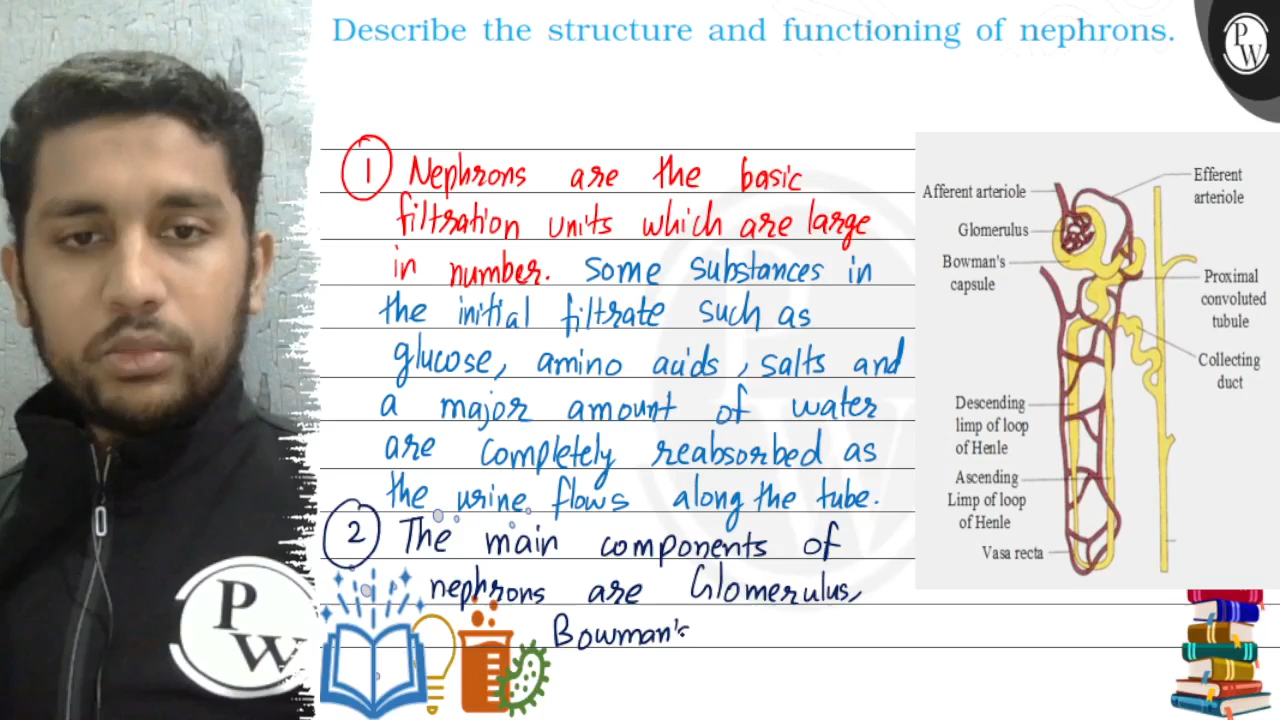 Describe the structure and functioning of nephrons.
PW
1 Nephrons are the basic
filtration units which are large
in number. Some substances in
the initial filtrate such as
glucose, amino acids, salts and
a major amount of water
are completely reabsorbed as
the urine flows along the tube.
2 The main components of
nephrons are Glomerulus,
Bowman's
Afferent arteriole
Glomerulus
Bowman's
capsule
Descending
limp of loop
of Henle
Ascending
Limp of loop
of Henle
Vasa recta
Efferent
arteriole
Proximal
convoluted
tubule
Collecting
duct
PW